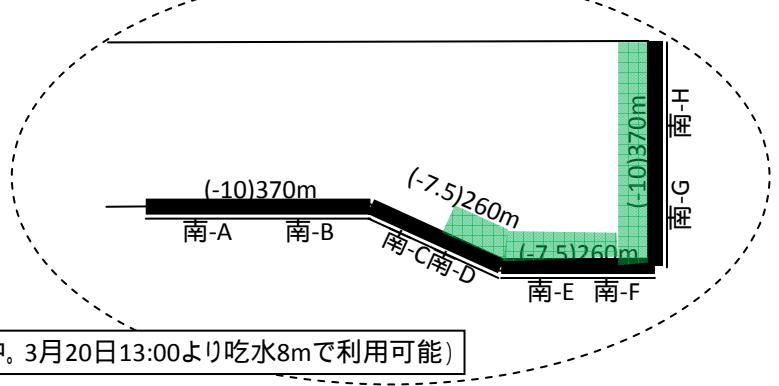 (-10)370m
南-A
南-B
(-7.5)260m
南-C
南-D
(-7.5)260m
南-E
南-F
(-10)370m
南-G
南-H
。3月20日13:00より吃水8mで利用可能)